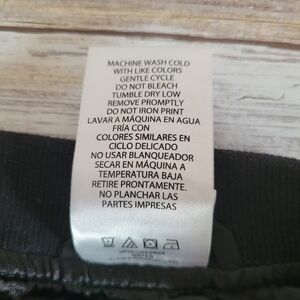 MACHINE WASH COLD
WITH LIKE COLORS
GENTLE CYCLE
DO NOT BLEACH
TUMBLE DRY LOW
REMOVE PROMPTLY
DO NOT IRON PRINT
LAVAR A MÁQUINA EN AGUA
FRÍA CON
COLORES SIMILARES EN
CICLO DELICADO
NO USAR BLANQUEADOR
SECAR EN MÁQUINA A
TEMPERATURA BAJA
RETIRE PRONTAMENTE.
NO PLANCHAR LAS
PARTES IMPRESAS
09/16